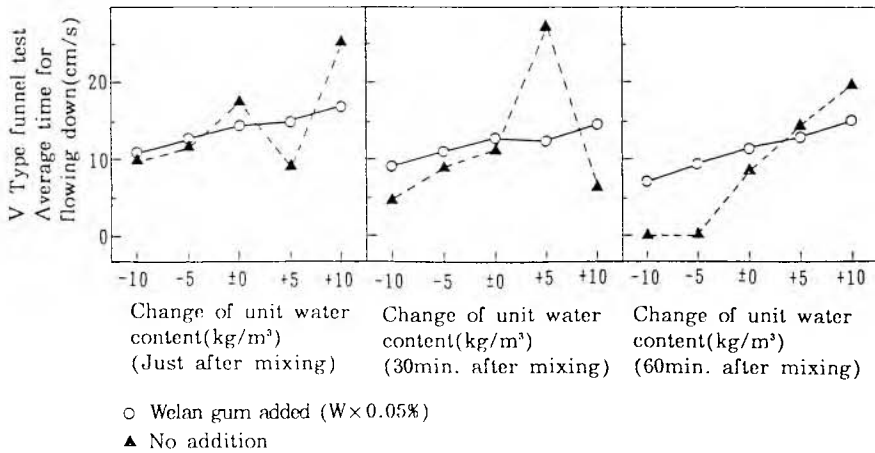 V Type funnel test
Average time for
flowing down(cm/s)
20
10
0
-10 -5 ±0 +5 +10
-10 -5 ±0 +5 +10
-10 -5 ±0 +5 +10
Change of unit water
content(kg/m³)
(Just after mixing)
Change of unit water
content(kg/m³)
(30min. after mixing)
Change of unit water
content(kg/m³)
(60min. after mixing)
○ Welan gum added (W×0.05%)
▲ No addition